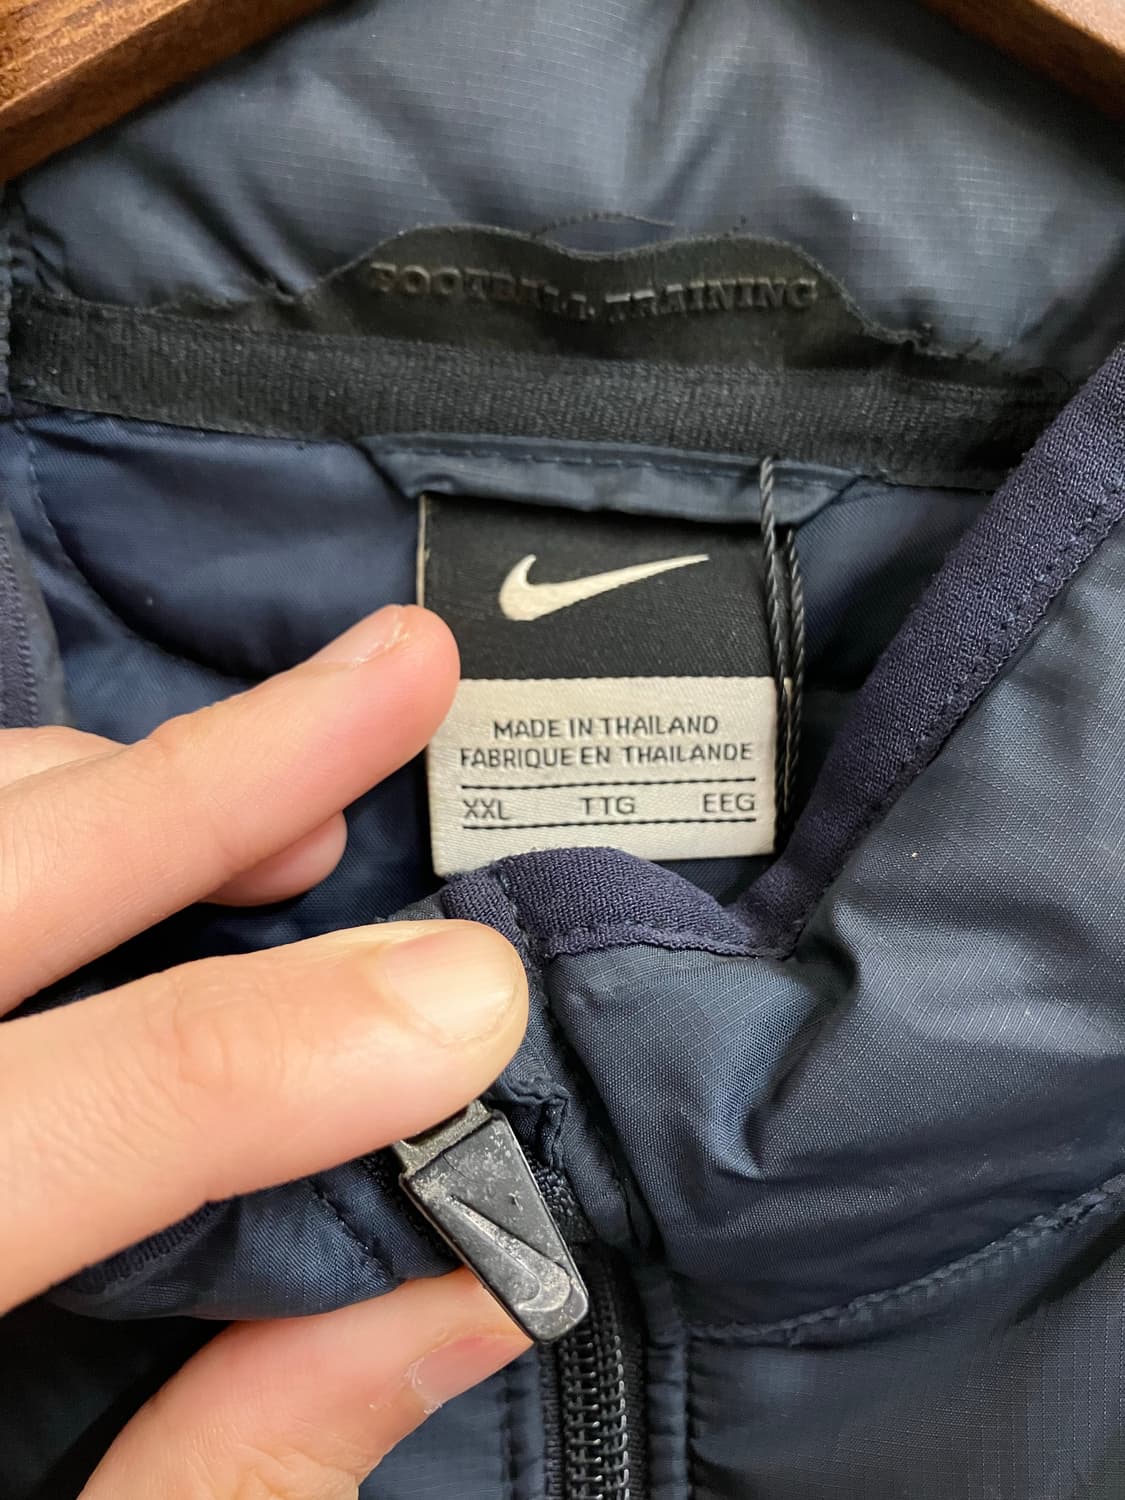 FOOTBALL TRAINING
MADE IN THAILAND
FABRIQUE EN THAILANDE
XXL TTG EEG